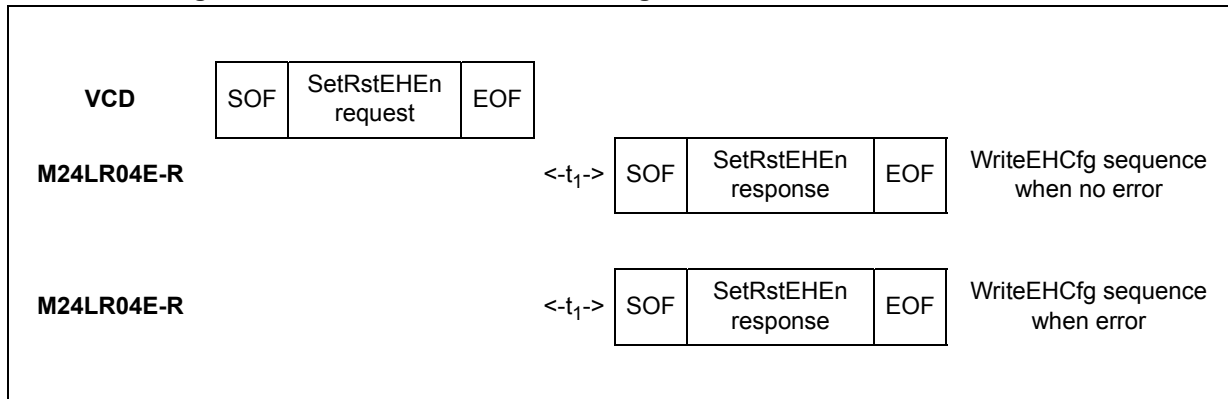 VCD
SOF
SetRstEHEn
request
EOF
M24LR04E-R
<-t₁->
SOF
SetRstEHEn
response
EOF
WriteEHCfg sequence
when no error
M24LR04E-R
<-t₁->
SOF
SetRstEHEn
response
EOF
WriteEHCfg sequence
when error